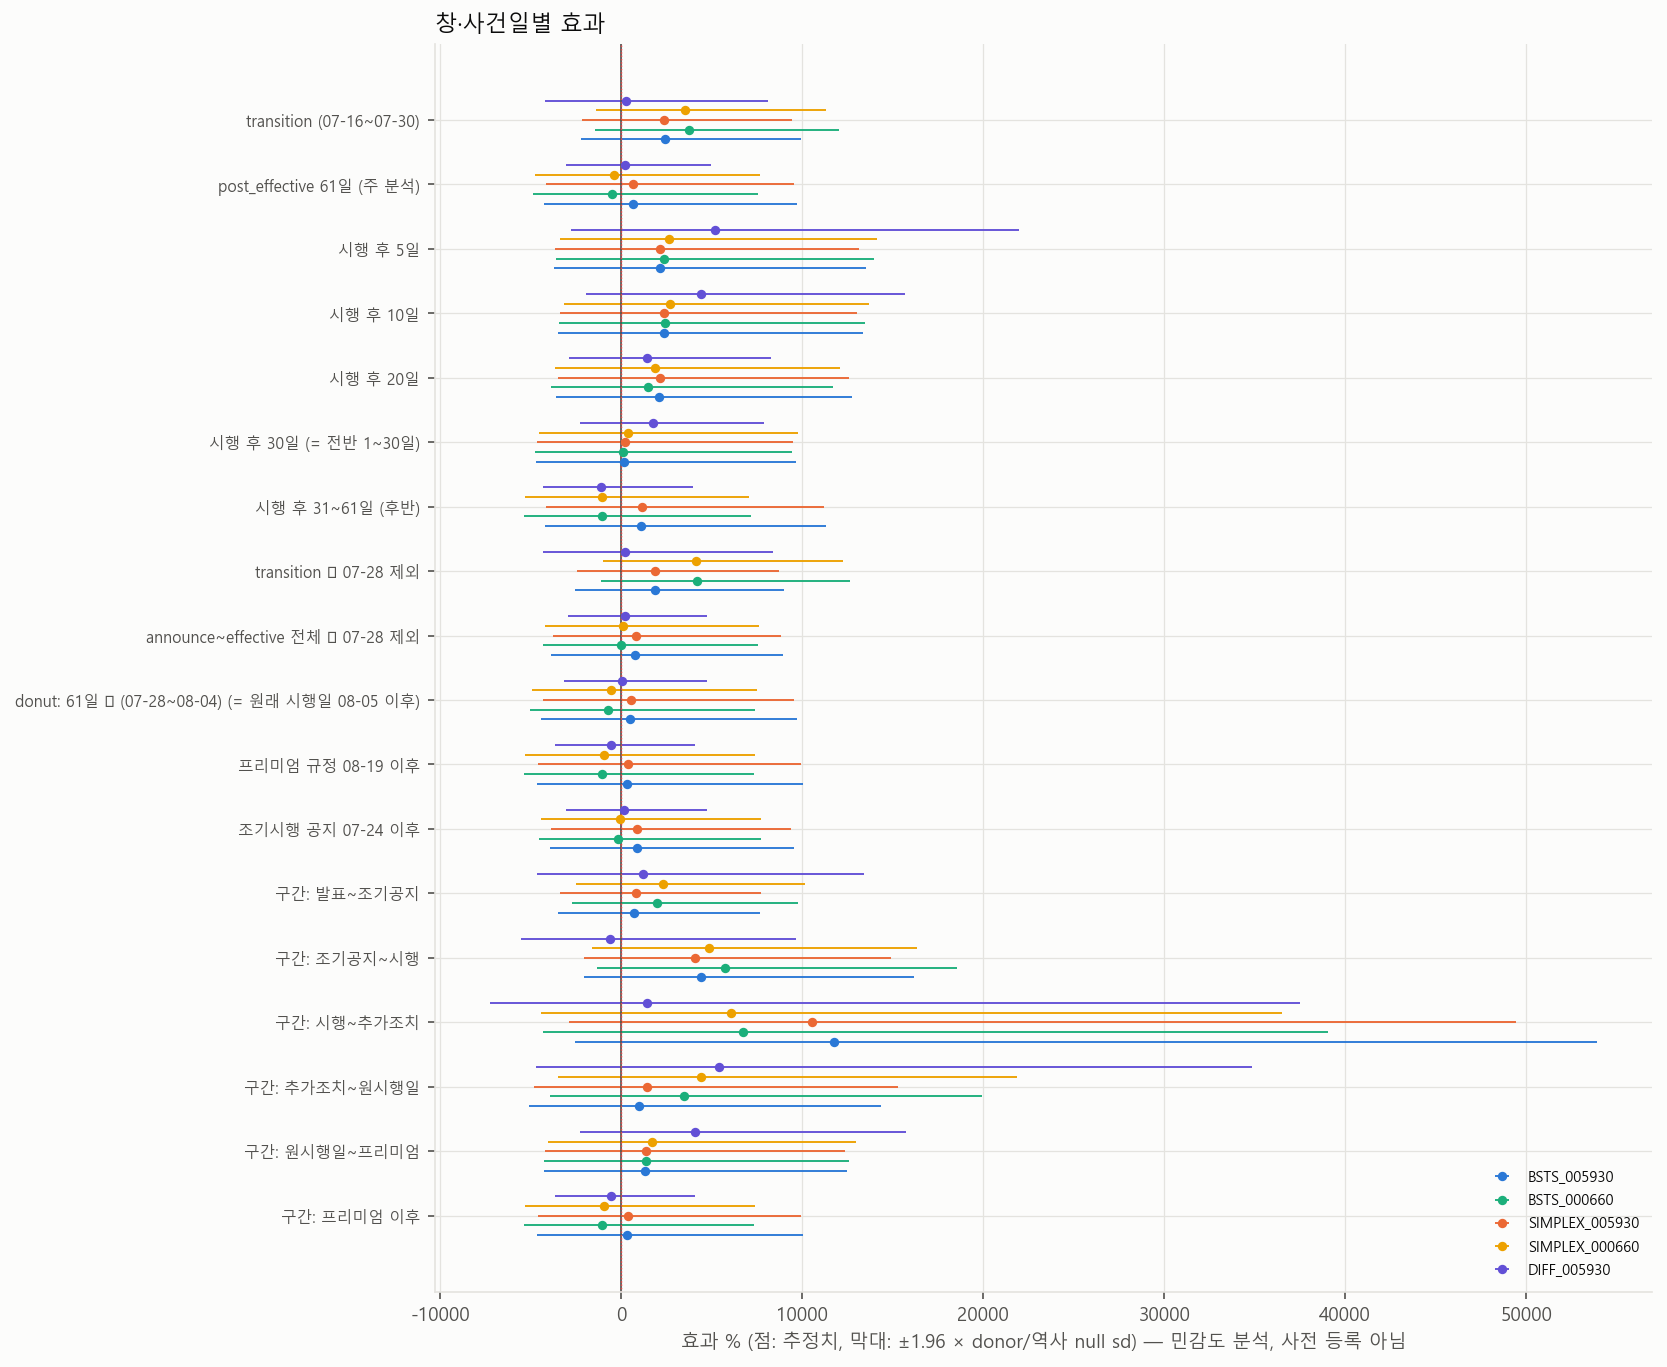 창·사건일별 효과
transition (07-16~07-30)
post_effective 61일 (주 분석)
시행 후 5일
시행 후 10일
시행 후 20일
시행 후 30일 (= 전반 1~30일)
시행 후 31~61일 (후반)
transition ▯ 07-28 제외
announce~effective 전체 ▯ 07-28 제외
donut: 61일 ▯ (07-28~08-04) (= 원래 시행일 08-05 이후)
프리미엄 규정 08-19 이후
조기시행 공지 07-24 이후
구간: 발표~조기공지
구간: 조기공지~시행
구간: 시행~추가조치
구간: 추가조치~원시행일
구간: 원시행일~프리미엄
구간: 프리미엄 이후
BSTS_005930
BSTS_000660
SIMPLEX_005930
SIMPLEX_000660
DIFF_005930
-10000 0 10000 20000 30000 40000 50000
효과 % (점: 추정치, 막대: ±1.96 × donor/역사 null sd) — 민감도 분석, 사전 등록 아님